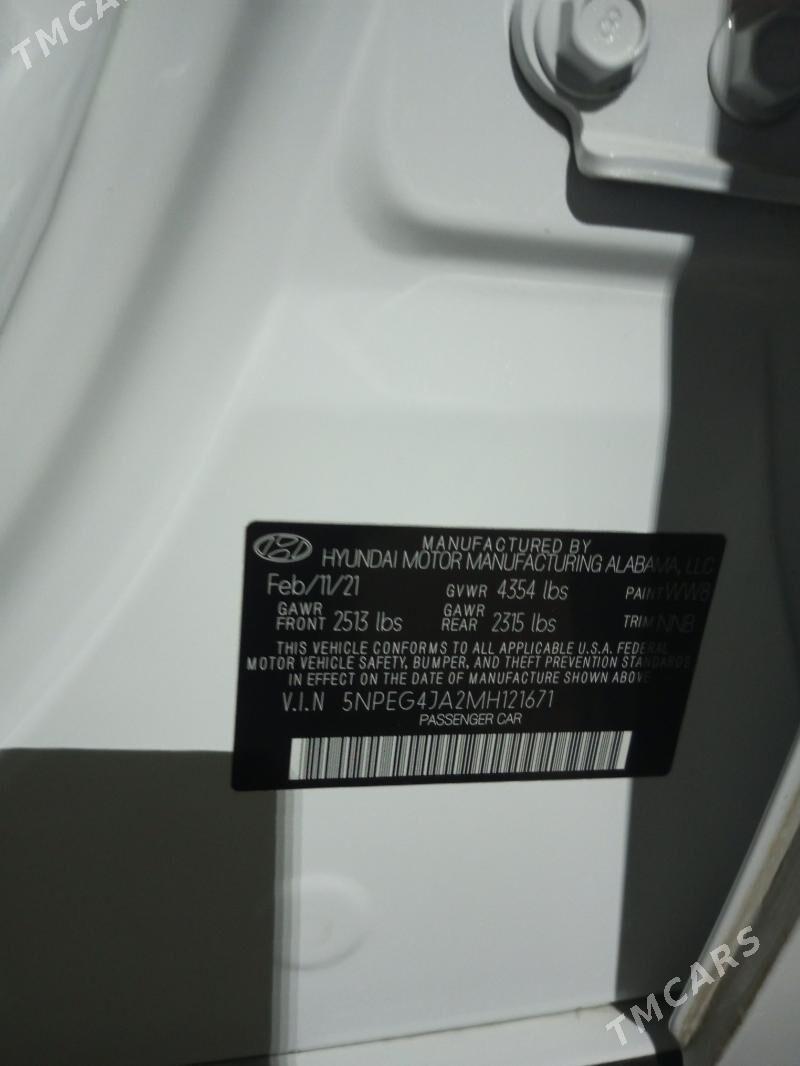 TMCARS
8
MANUFACTURED BY
HYUNDAI MOTOR MANUFACTURING ALABAMA, LLC
Feb/11/21 GVWR 4354 lbs PAINT WW8
GAWR FRONT 2513 lbs GAWR REAR 2315 lbs TRIM NNB
THIS VEHICLE CONFORMS TO ALL APPLICABLE U.S.A. FEDERAL
MOTOR VEHICLE SAFETY, BUMPER, AND THEFT PREVENTION STANDARDS
IN EFFECT ON THE DATE OF MANUFACTURE SHOWN ABOVE
V.I.N 5NPEG4JA2MH121671
PASSENGER CAR
TMCARS